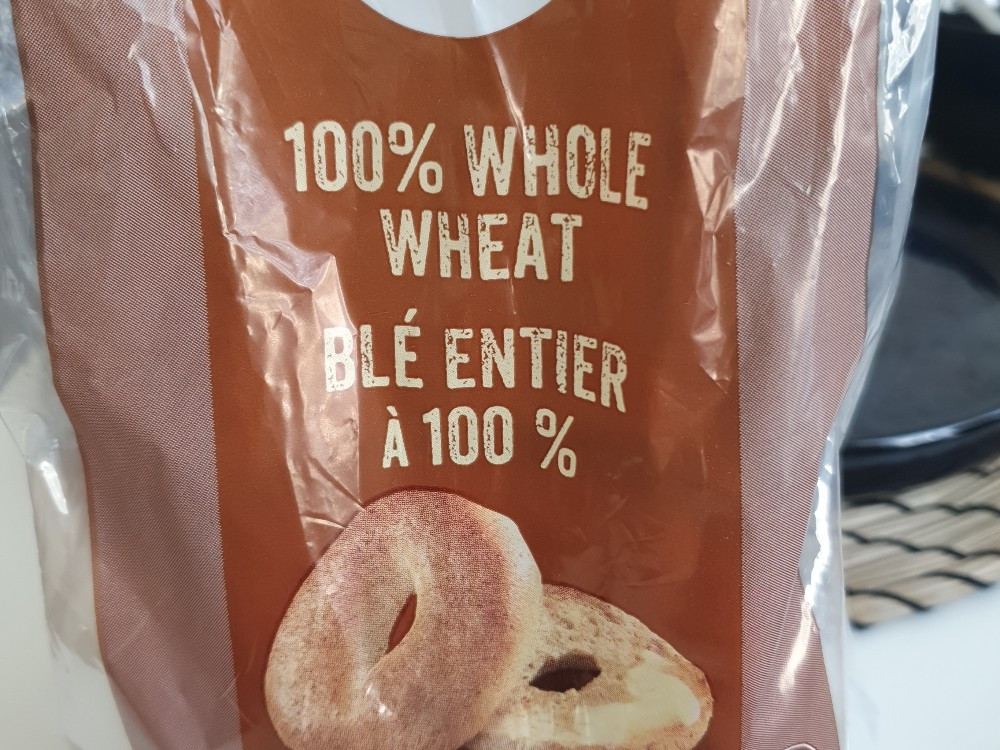 100% WHOLE
WHEAT
BLÉ ENTIER
À 100 %